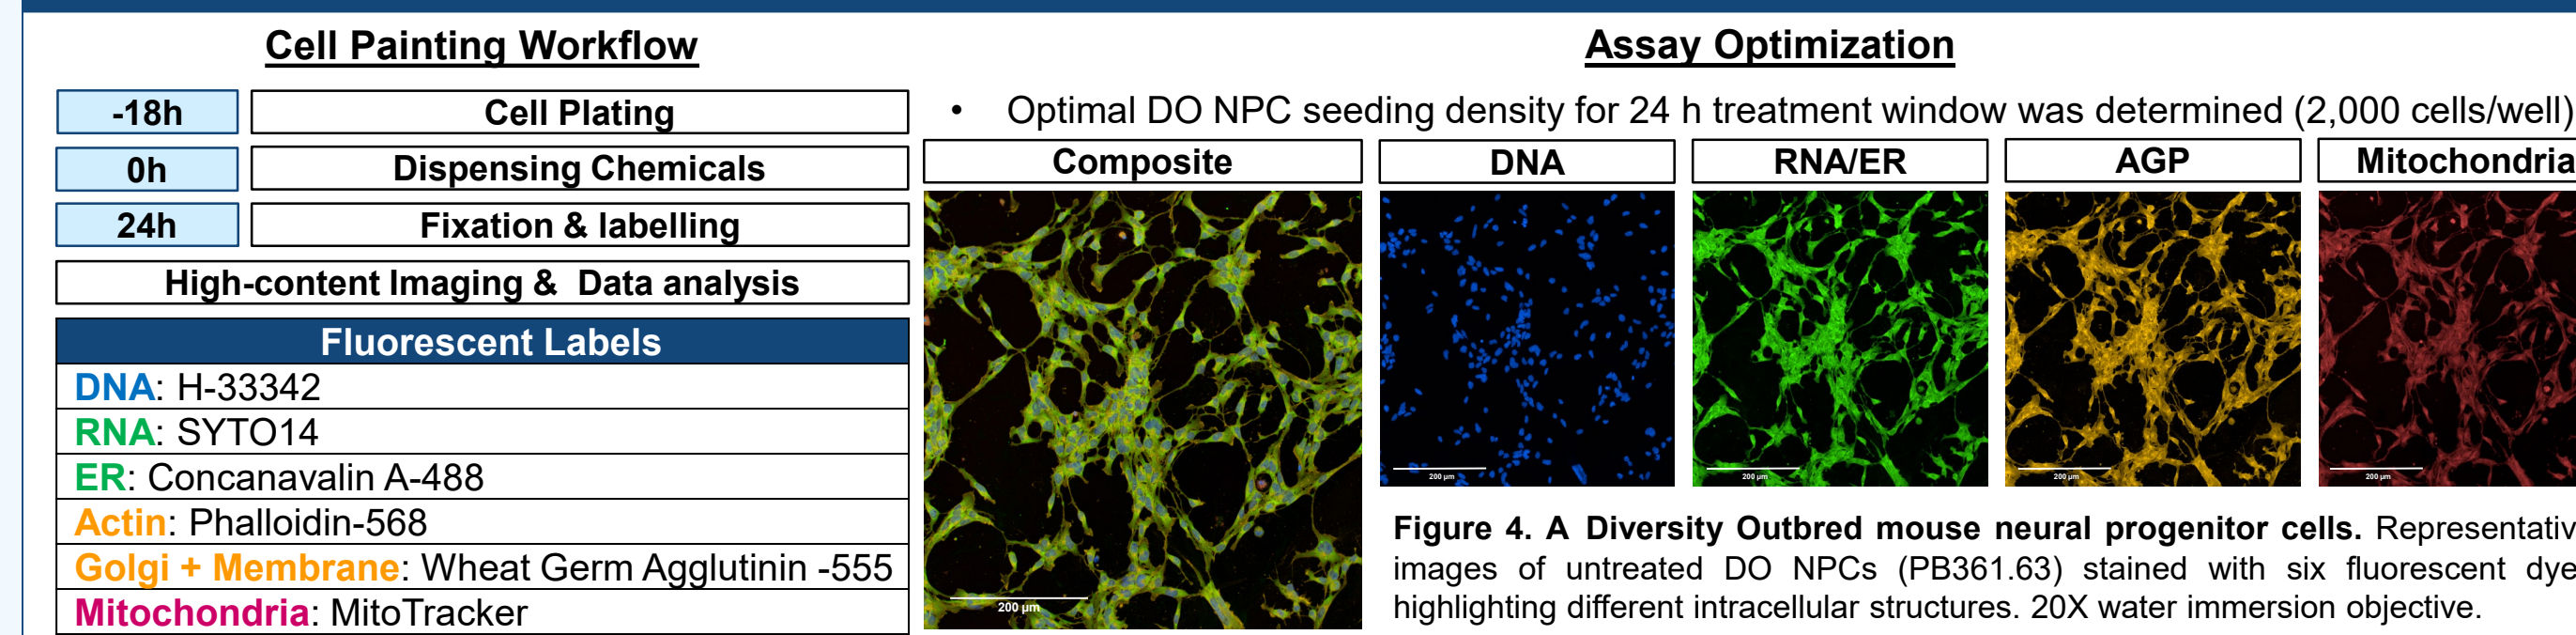 Cell Painting Workflow
-18h Cell Plating
0h Dispensing Chemicals
24h Fixation & labelling
High-content Imaging & Data analysis
Fluorescent Labels
DNA: H-33342
RNA: SYTO14
ER: Concanavalin A-488
Actin: Phalloidin-568
Golgi + Membrane: Wheat Germ Agglutinin -555
Mitochondria: MitoTracker
Assay Optimization
• Optimal DO NPC seeding density for 24 h treatment window was determined (2,000 cells/well)
Composite
200 µm
DNA
200 µm
RNA/ER
200 µm
AGP
200 µm
Mitochondria
200 µm
Figure 4. A Diversity Outbred mouse neural progenitor cells. Representativ
images of untreated DO NPCs (PB361.63) stained with six fluorescent dye
highlighting different intracellular structures. 20X water immersion objective.